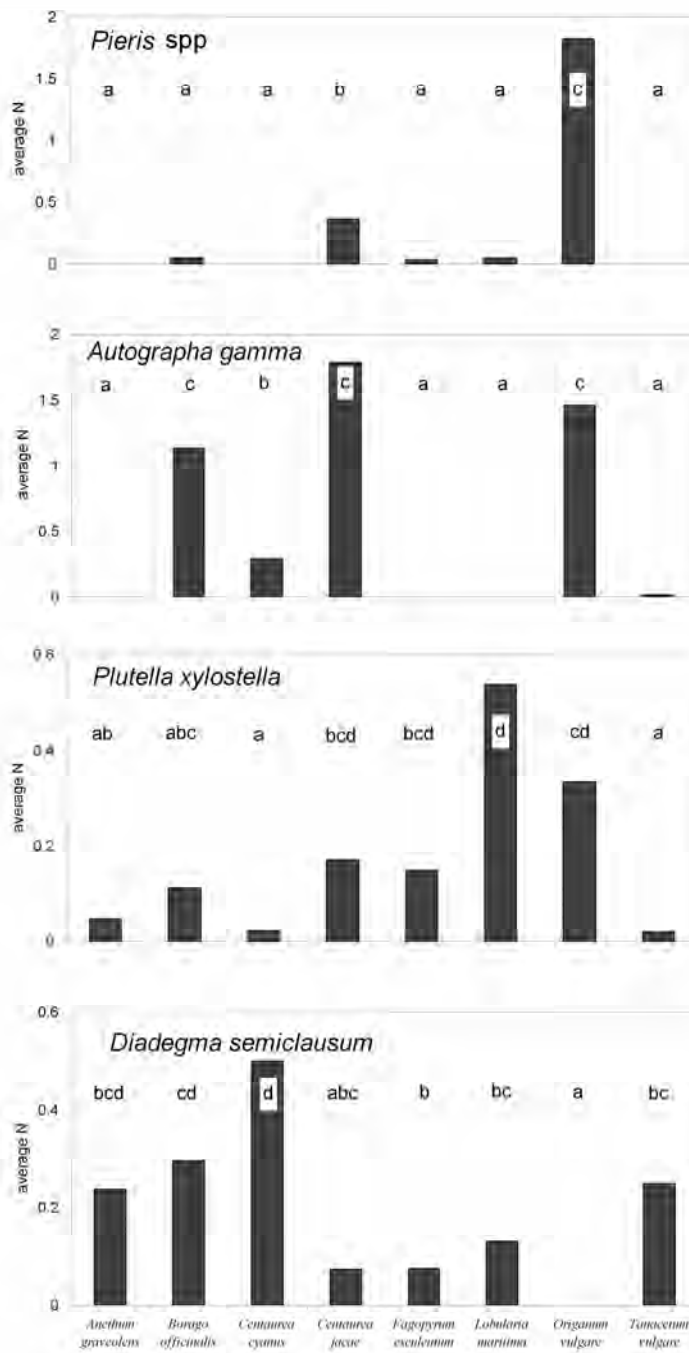 Pieris spp
average N
2
1.5
1
0.5
0
a a a b a a c a
Autographa gamma
average N
2
1.5
1
0.5
0
a c b c a a c a
Plutella xylostella
average N
0.6
0.4
0.2
0
ab abc a bcd bcd d cd a
Diadegma semiclausum
average N
0.6
0.4
0.2
0
bcd cd d abc b bc a bc
Anethum Borago Centaurea Centaurea Fagopyrum Lobularia Origanum Tanacetum
graveolens officinalis cyanus jacae esculentum maritima vulgare vulgare